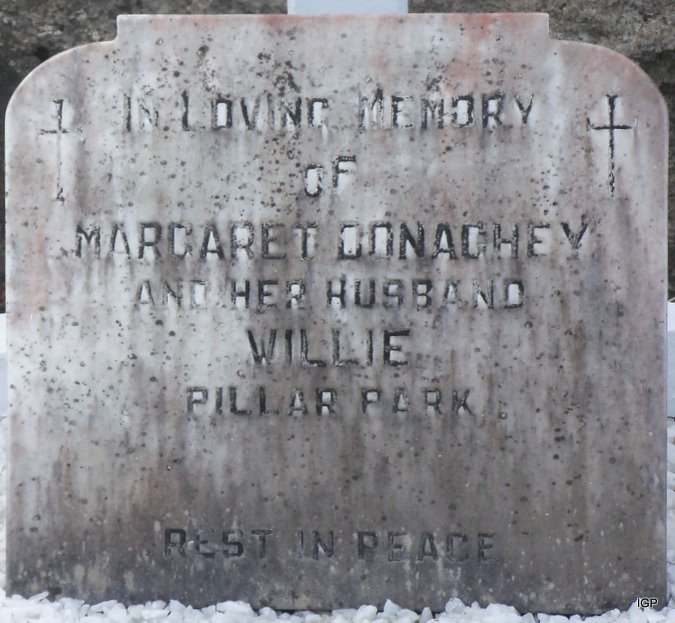 IN LOVING MEMORY
OF
MARGARET DONAGHEY
AND HER HUSBAND
WILLIE
PILLAR PARK
REST IN PEACE
IGP